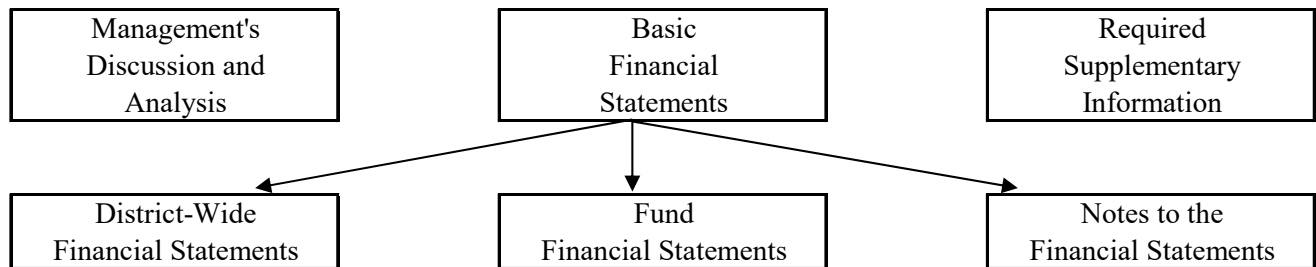 Management's
Discussion and
Analysis
Basic
Financial
Statements
Required
Supplementary
Information
District-Wide
Financial Statements
Fund
Financial Statements
Notes to the
Financial Statements